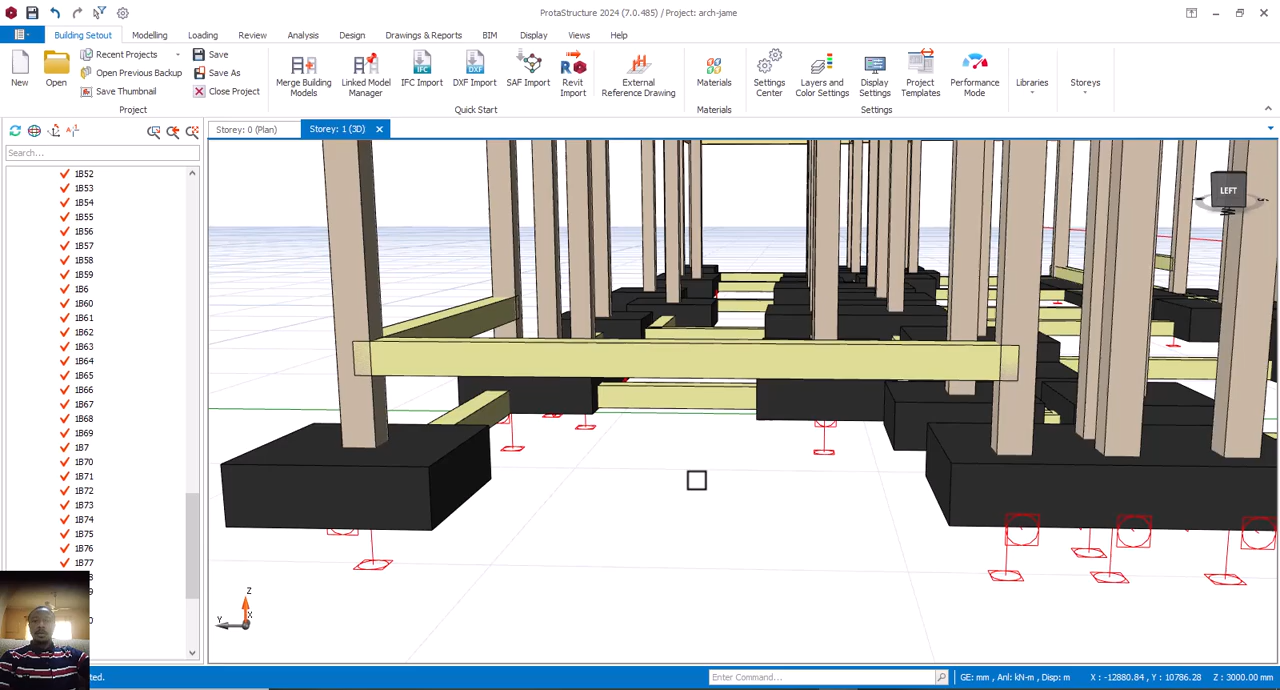 ProtaStructure 2024 (7.0.485) / Project: arch-jame
Building Setout Modelling Loading Review Analysis Design Drawings & Reports BIM Display Views Help
New
Open
Recent Projects
Open Previous Backup
Save Thumbnail
Save
Save As
Close Project
Project
Merge Building
Models
Linked Model
Manager
IFC Import
DXF Import
SAF Import
Revit
Import
Quick Start
External
Reference Drawing
Materials
Materials
Settings
Center
Layers and
Color Settings
Display
Settings
Project
Templates
Performance
Mode
Settings
Libraries
Storeys
Storey: 0 (Plan)
Storey: 1 (3D)
Search...
1B52
1B53
1B54
1B55
1B56
1B57
1B58
1B59
1B6
1B60
1B61
1B62
1B63
1B64
1B65
1B66
1B67
1B68
1B69
1B7
1B70
1B71
1B72
1B73
1B74
1B75
1B76
1B77
LEFT
Z
X
Y
Enter Command...
GE: mm , Anl: kN-m , Disp: m
X : -12880.84 , Y : 10786.28
Z : 3000.00 mm